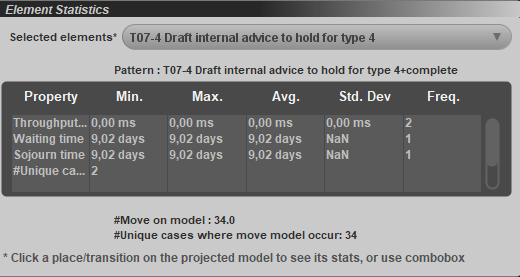 Element Statistics
Selected elements* T07-4 Draft internal advice to hold for type 4
Pattern : T07-4 Draft internal advice to hold for type 4+complete
Property Min. Max. Avg. Std. Dev Freq.
Throughput... 0,00 ms 0,00 ms 0,00 ms 0,00 ms 2
Waiting time 9,02 days 9,02 days 9,02 days NaN 1
Sojourn time 9,02 days 9,02 days 9,02 days NaN 1
#Unique ca... 2
#Move on model : 34.0
#Unique cases where move model occur: 34
* Click a place/transition on the projected model to see its stats, or use combobox